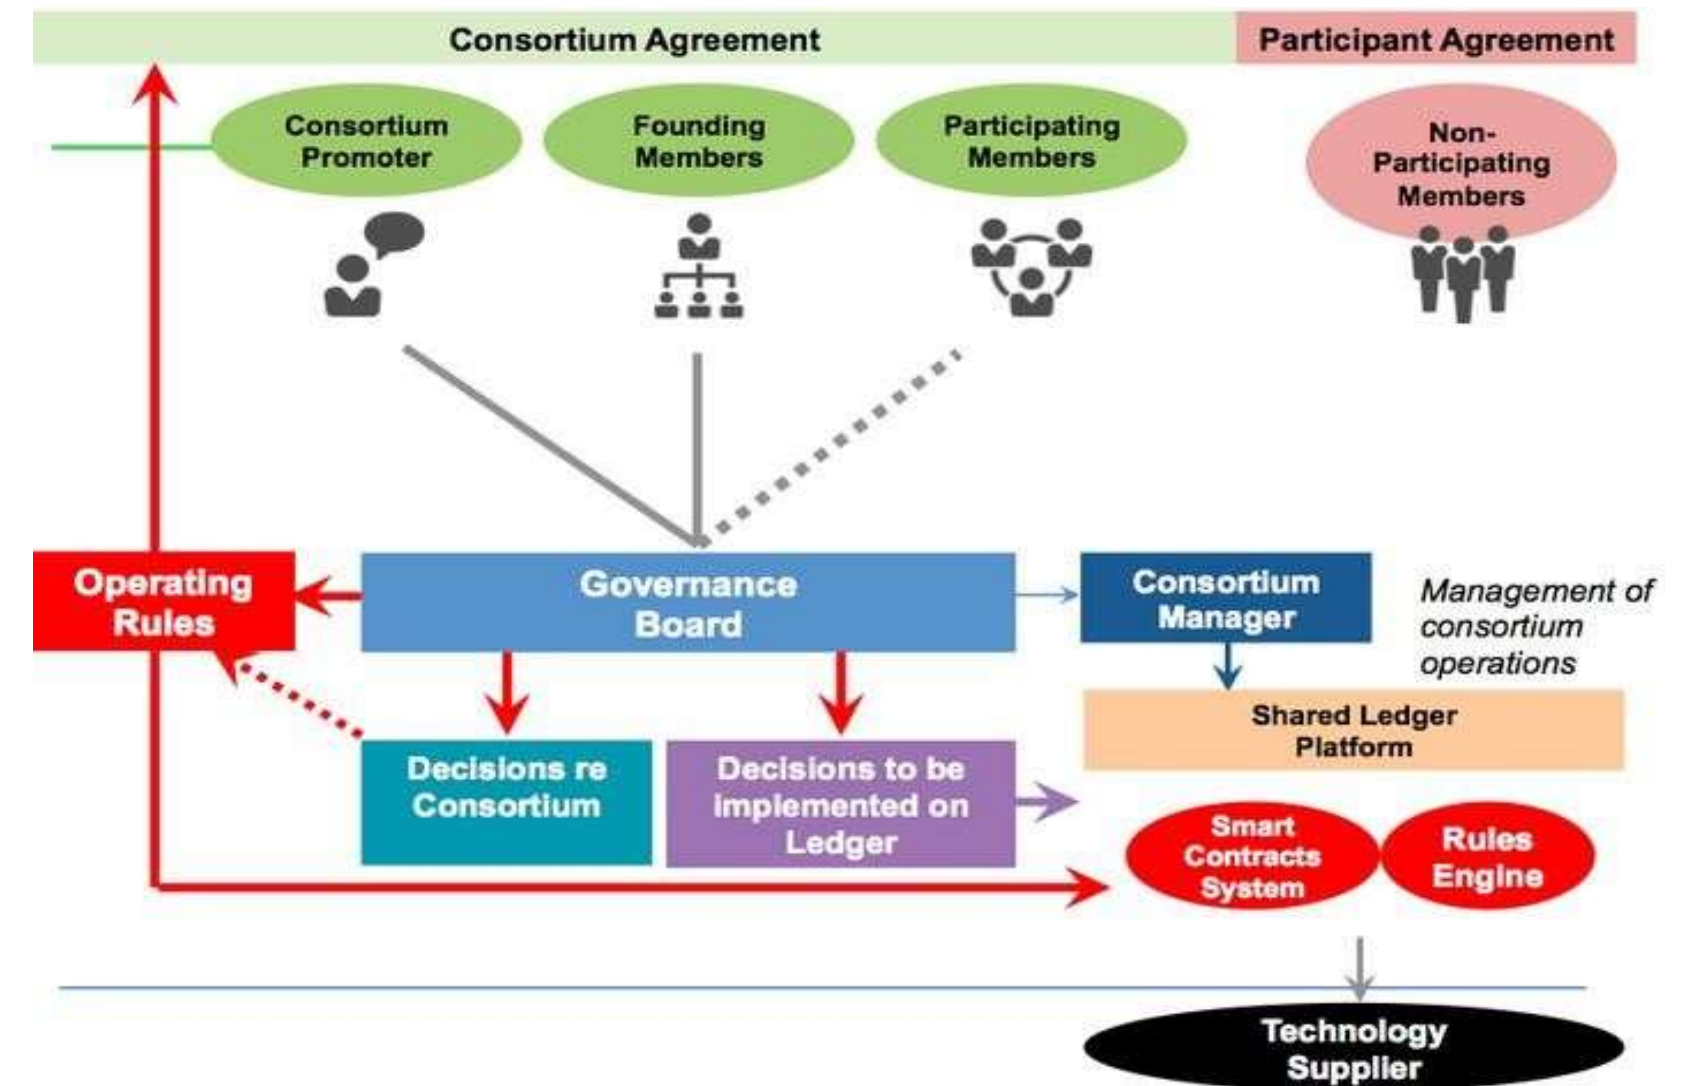 Consortium Agreement
Participant Agreement
Consortium
Promoter
Founding
Members
Participating
Members
Non-
Participating
Members
Operating
Rules
Governance
Board
Consortium
Manager
Management of
consortium
operations
Shared Ledger
Platform
Decisions re
Consortium
Decisions to be
implemented on
Ledger
Smart
Contracts
System
Rules
Engine
Technology
Supplier